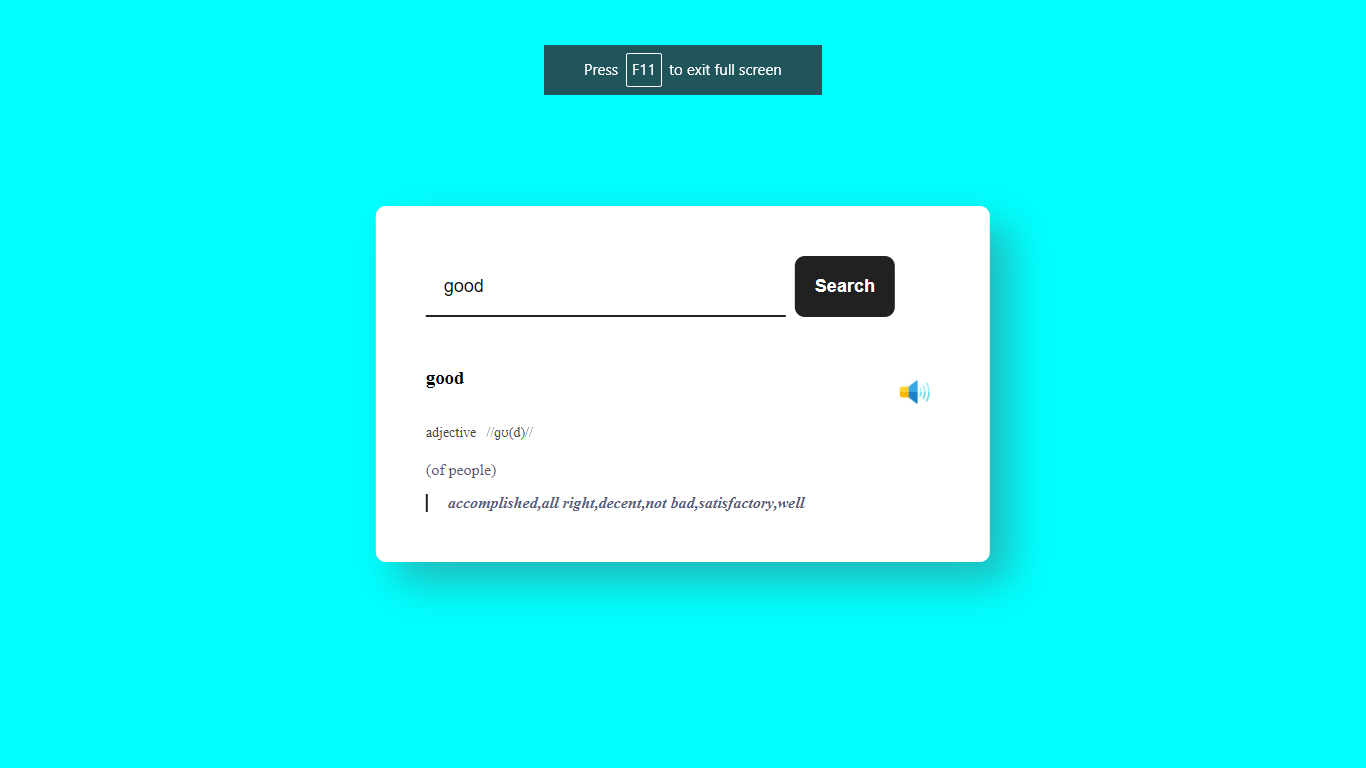 Press F11 to exit full screen
good
Search
good
adjective //ɡʊ(d)//
(of people)
accomplished,all right,decent,not bad,satisfactory,well